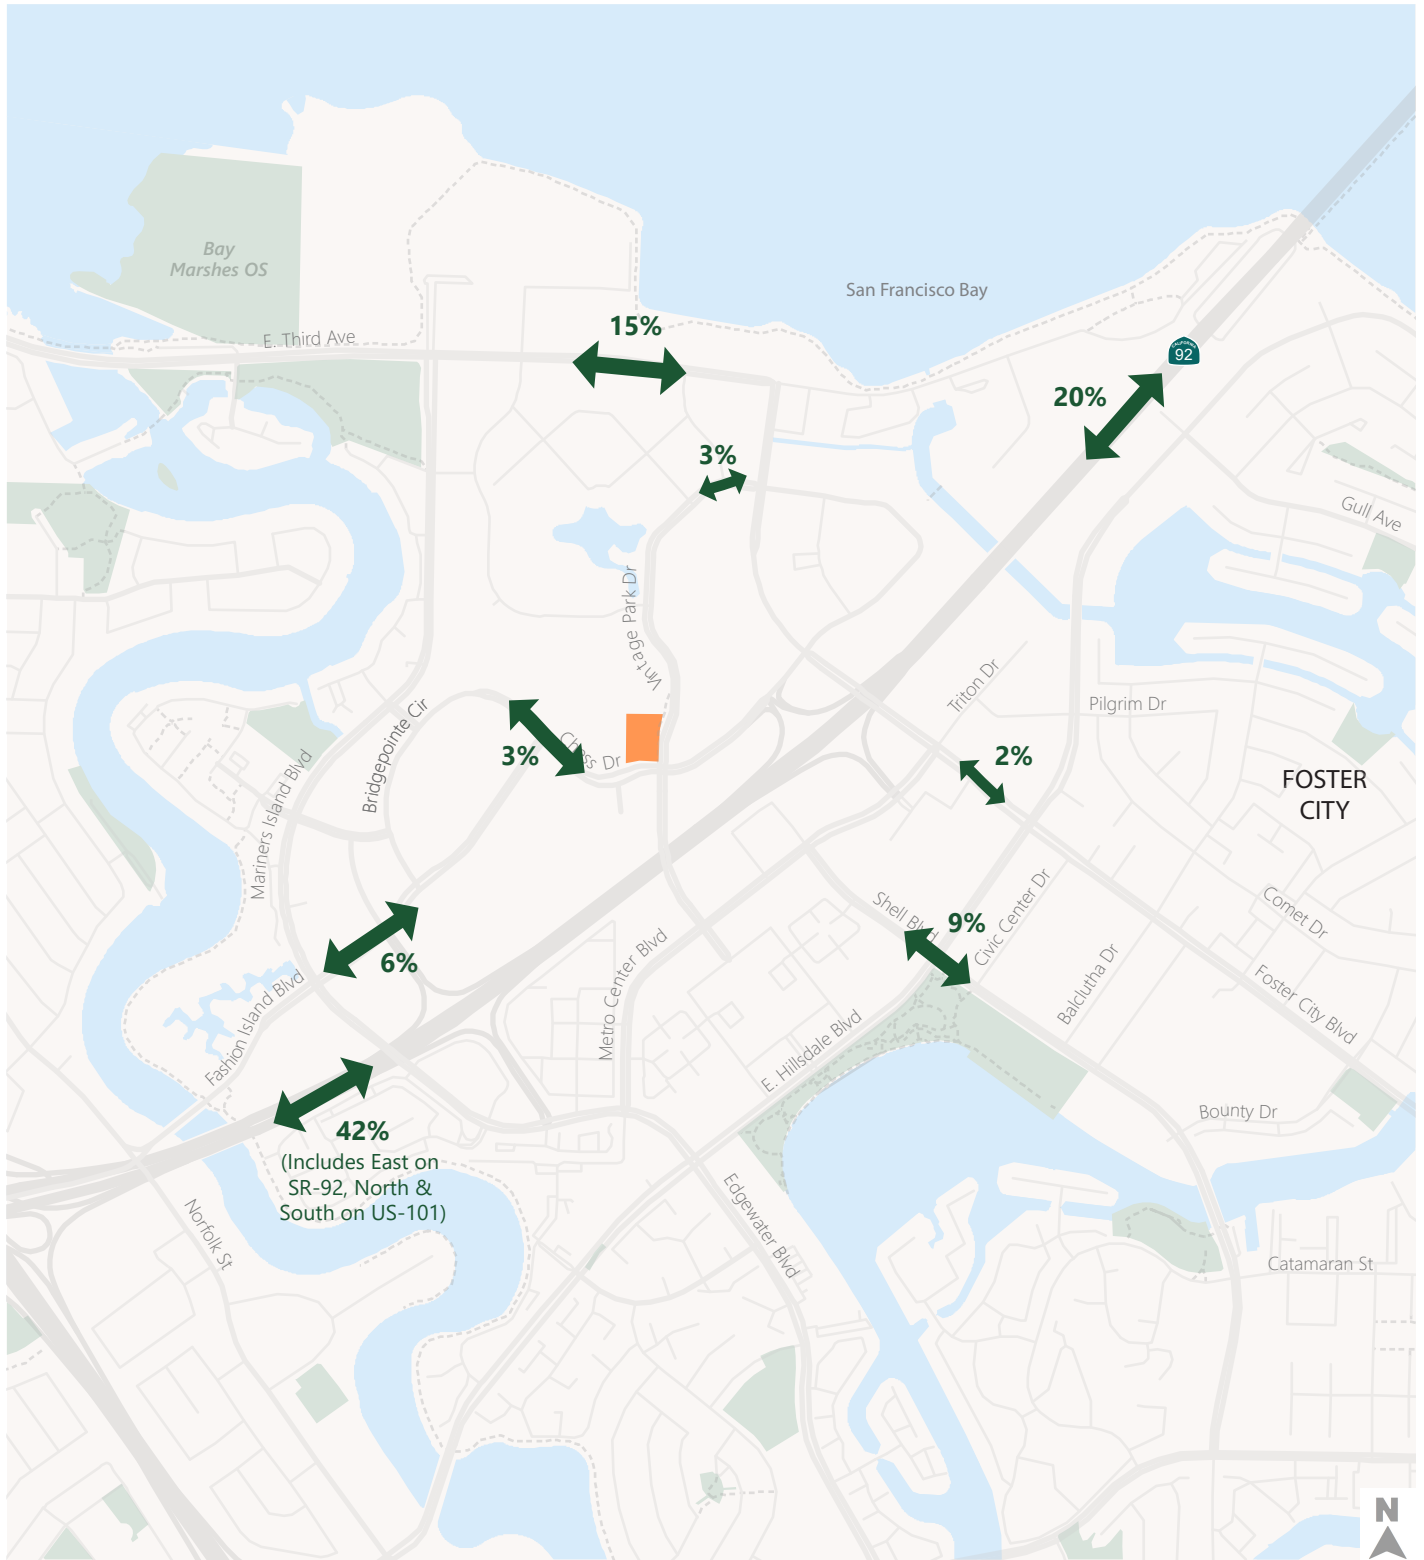 Bay
Marshes OS
San Francisco Bay
E. Third Ave
15%
CALIFORNIA
92
20%
3%
Gull Ave
Vintage Park Dr
Triton Dr
Pilgrim Dr
Bridgepointe Cir
3%
Chess Dr
2%
FOSTER
CITY
Mariners Island Blvd
Shell Blvd
9%
Civic Center Dr
Comet Dr
6%
Metro Center Blvd
Balclutha Dr
Foster City Blvd
Fashion Island Blvd
E. Hillsdale Blvd
Bounty Dr
42%
(Includes East on
SR-92, North &
South on US-101)
Norfolk St
Edgewater Blvd
Catamaran St
N